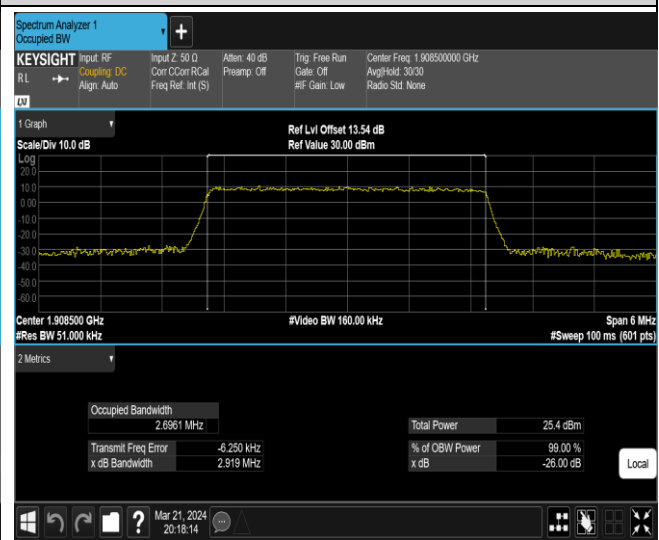 Spectrum Analyzer 1
Occupied BW
+
KEYSIGHT Input: RF Input Z: 50 Ω Atten: 40 dB Trig: Free Run Center Freq: 1.908500000 GHz
RL Coupling: DC Corr CCorr RCal Preamp: Off Gate: Off Avg|Hold: 30/30
Align: Auto Freq Ref: Int (S) #IF Gain: Low Radio Std: None
LXI
1 Graph
Ref Lvl Offset 13.54 dB
Scale/Div 10.0 dB Ref Value 30.00 dBm
Log
20.0
10.0
0.00
-10.0
-20.0
-30.0
-40.0
-50.0
-60.0
Center 1.908500 GHz #Video BW 160.00 kHz Span 6 MHz
#Res BW 51.000 kHz #Sweep 100 ms (601 pts)
2 Metrics
Occupied Bandwidth
2.6961 MHz Total Power 25.4 dBm
Transmit Freq Error -6.250 kHz % of OBW Power 99.00 %
x dB Bandwidth 2.919 MHz x dB -26.00 dB
Local
? Mar 21, 2024
20:18:14